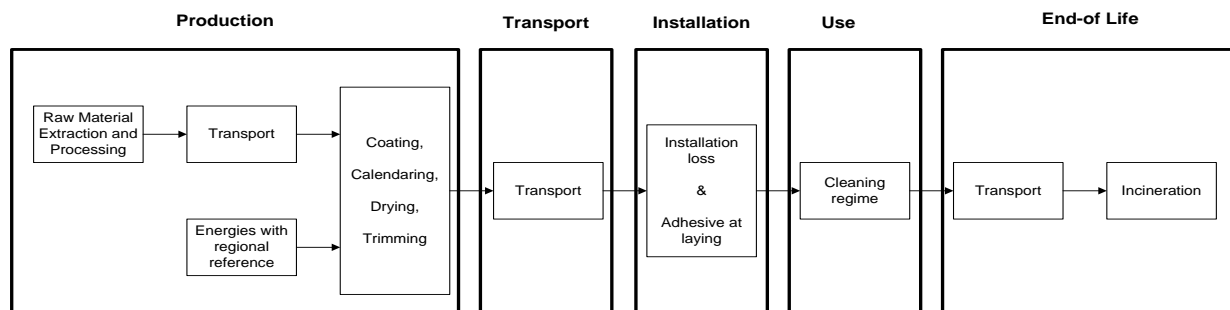 Production
Transport
Installation
Use
End-of Life
Raw Material
Extraction and
Processing
Transport
Energies with
regional
reference
Coating,
Calendaring,
Drying,
Trimming
Transport
Installation
loss
&
Adhesive at
laying
Cleaning
regime
Transport
Incineration